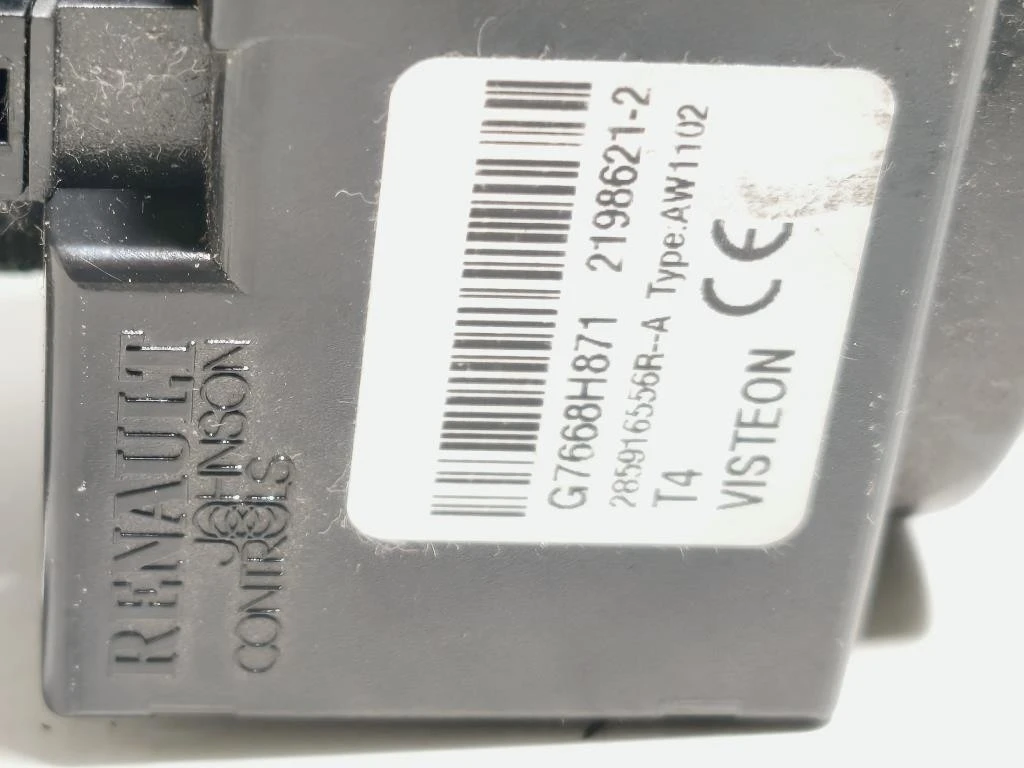 RENAULT
JOHNSON
CONTROLS
G7668H871 2198621-2
285916556R--A Type:AW1102
T4
VISTEON CE